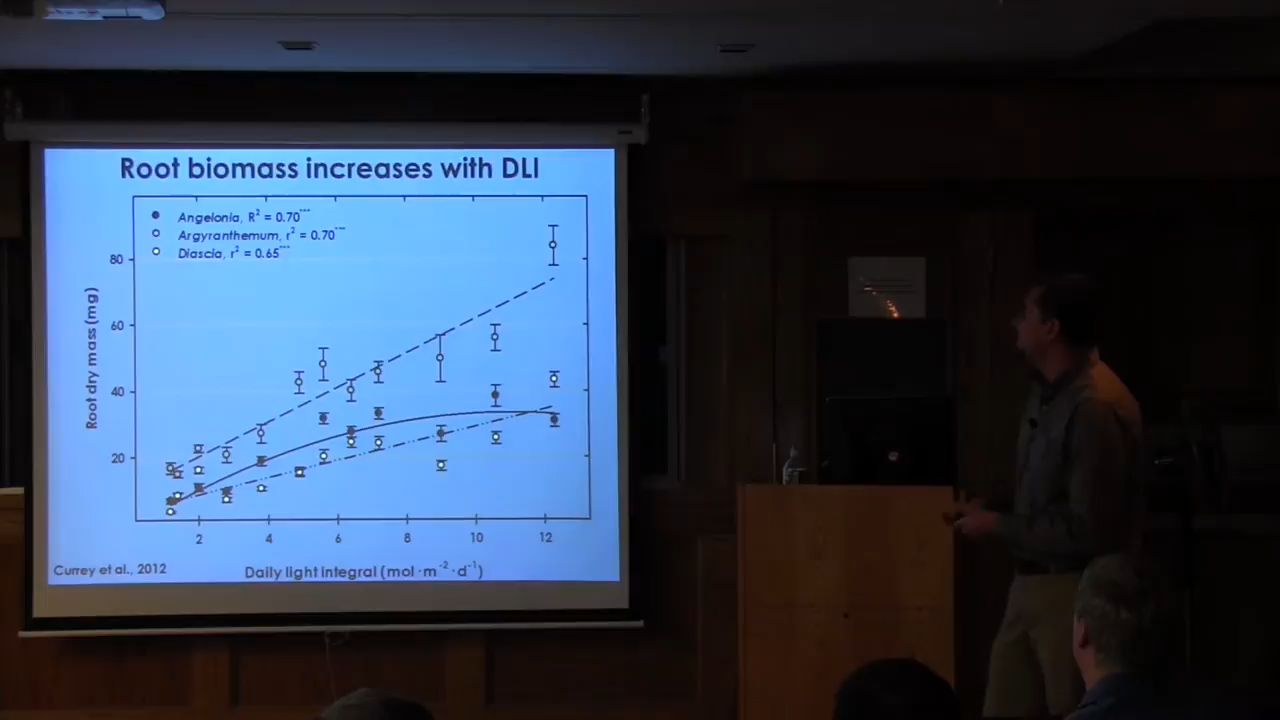 Root biomass increases with DLI
Angelonia, R² = 0.70***
Argyranthemum, r² = 0.70***
Diascia, r² = 0.65***
80
60
40
20
Root dry mass (mg)
2 4 6 8 10 12
Currey et al., 2012
Daily light integral (mol·m⁻²·d⁻¹)